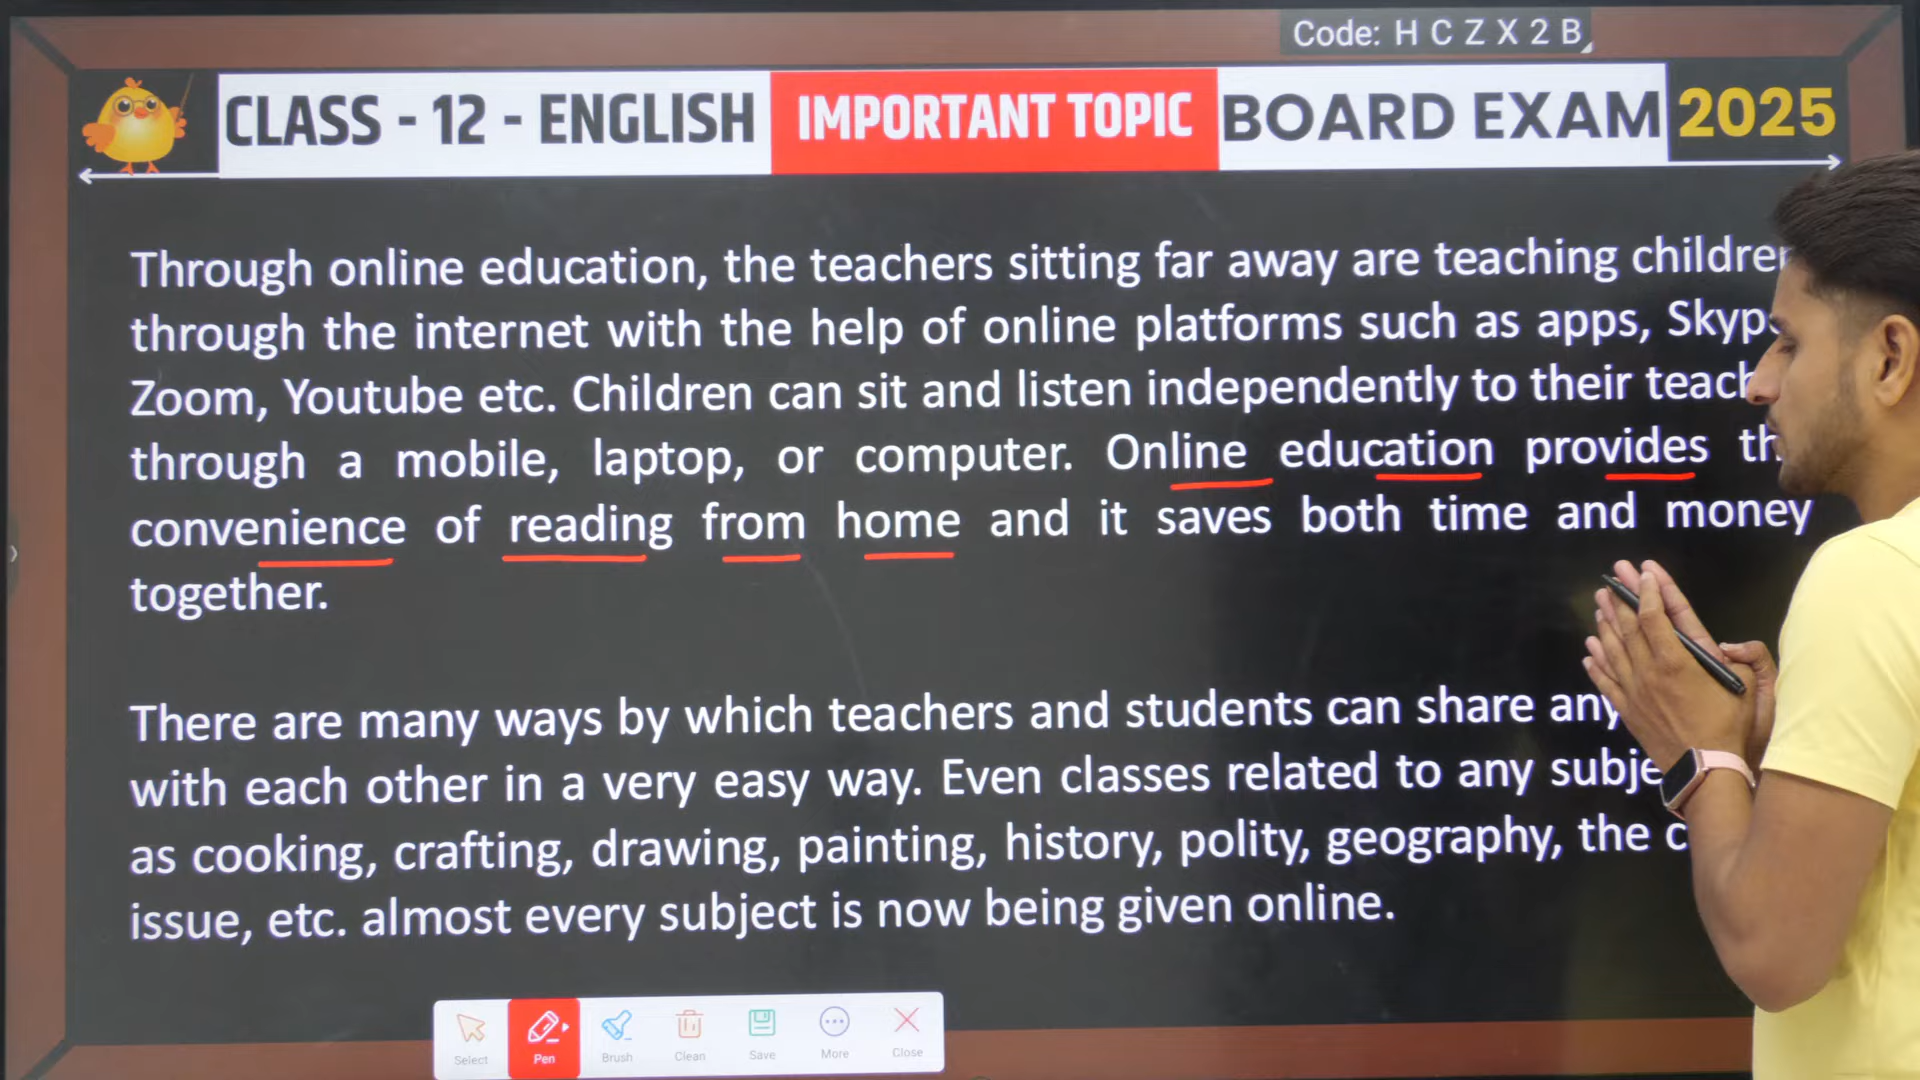 Code: H C Z X 2 B
CLASS - 12 - ENGLISH IMPORTANT TOPIC BOARD EXAM 2025
Through online education, the teachers sitting far away are teaching children
through the internet with the help of online platforms such as apps, Skype
Zoom, Youtube etc. Children can sit and listen independently to their
through a mobile, laptop, or computer. Online education provides
convenience of reading from home and it saves both time and money
together.
There are many ways by which teachers and students can share
with each other in a very easy way. Even classes related to any
as cooking, crafting, drawing, painting, history, polity, geography, the
issue, etc. almost every subject is now being given online.
Select Pen Brush Clean Save More Close